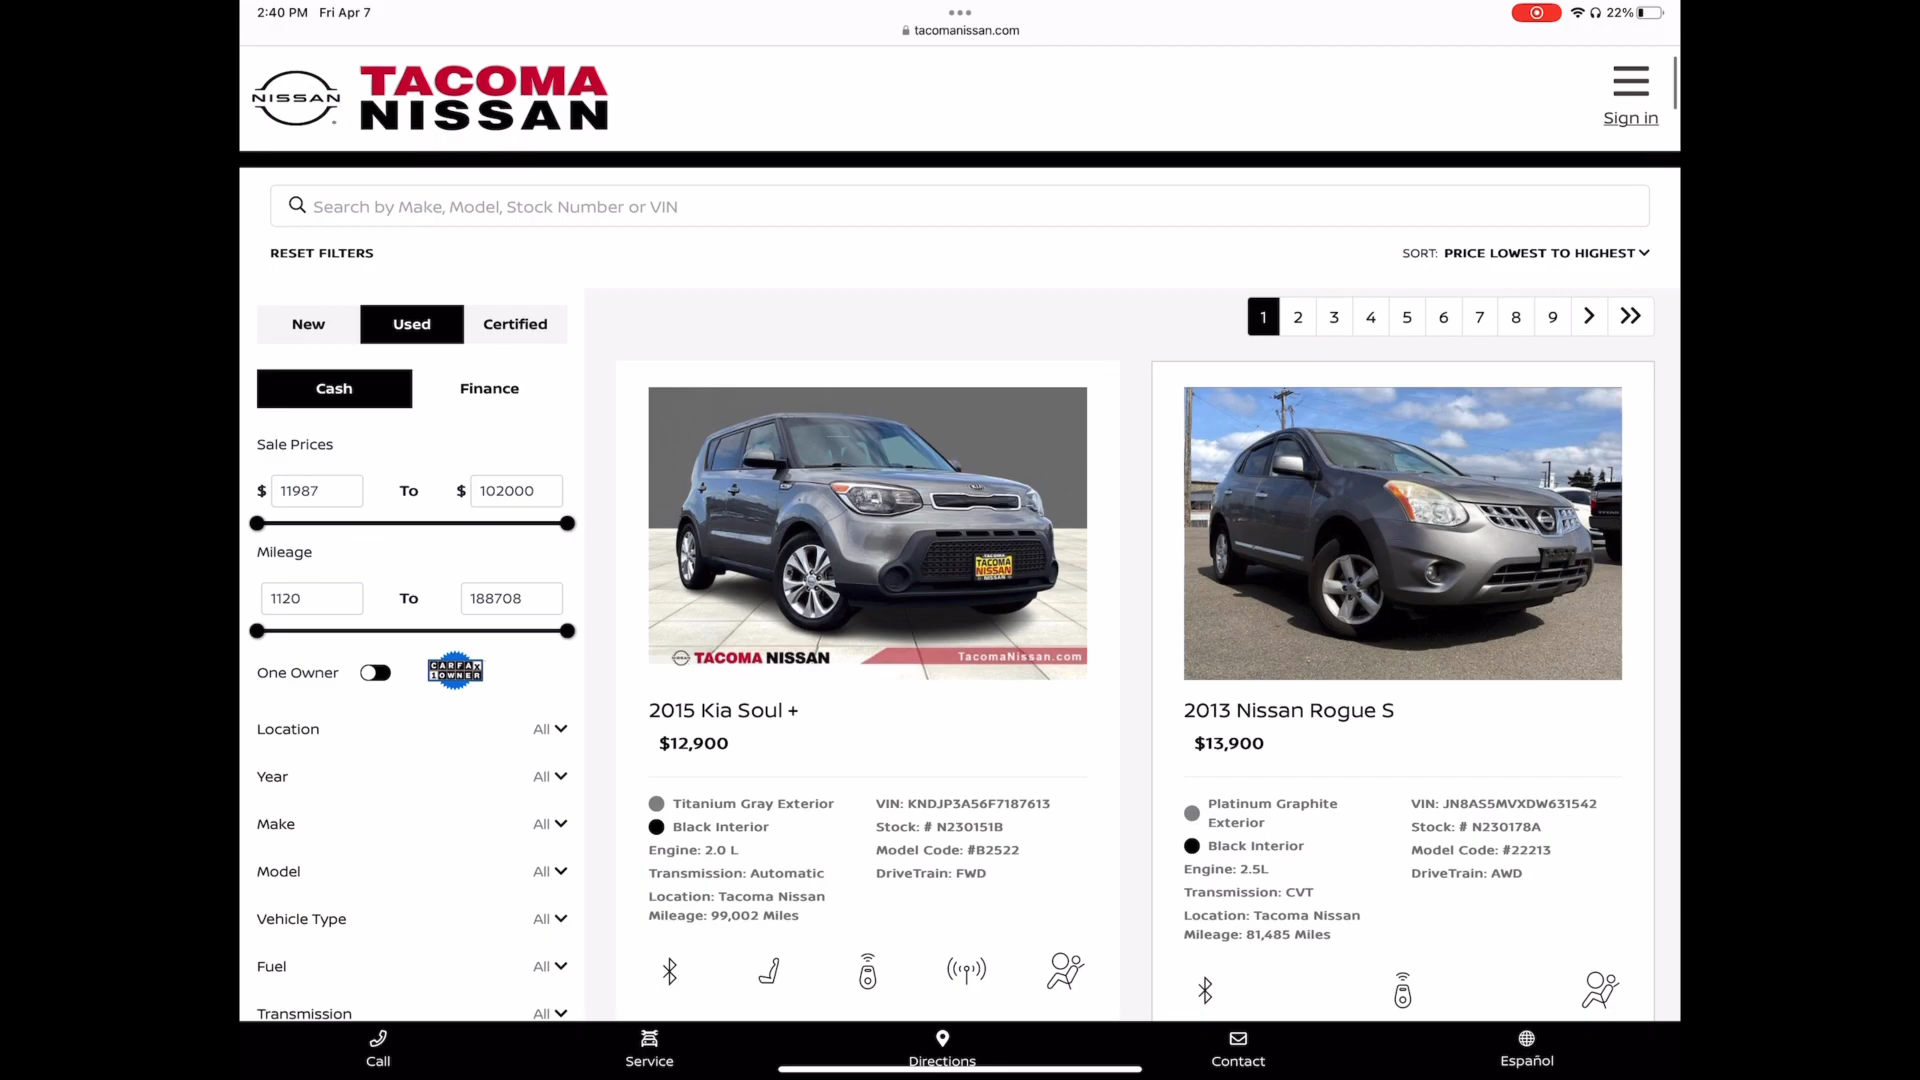 2:40 PM Fri Apr 7
22%
tacomanissan.com
NISSAN
TACOMA
NISSAN
Sign in
Search by Make, Model, Stock Number or VIN
RESET FILTERS
SORT: PRICE LOWEST TO HIGHEST
New Used Certified
1 2 3 4 5 6 7 8 9
Cash Finance
Sale Prices
$ 11987 To $ 102000
Mileage
1120 To 188708
One Owner
CARFAX
1 OWNER
Location All
Year All
Make All
Model All
Vehicle Type All
Fuel All
Transmission All
TACOMA
NISSAN
TACOMA NISSAN
TacomaNissan.com
2015 Kia Soul +
$12,900
Titanium Gray Exterior
Black Interior
Engine: 2.0 L
Transmission: Automatic
Location: Tacoma Nissan
Mileage: 99,002 Miles
VIN: KNDJP3A56F7187613
Stock: # N230151B
Model Code: #B2522
DriveTrain: FWD
2013 Nissan Rogue S
$13,900
Platinum Graphite
Exterior
Black Interior
Engine: 2.5L
Transmission: CVT
Location: Tacoma Nissan
Mileage: 81,485 Miles
VIN: JN8AS5MVXDW631542
Stock: # N230178A
Model Code: #22213
DriveTrain: AWD
Call
Service
Directions
Contact
Español